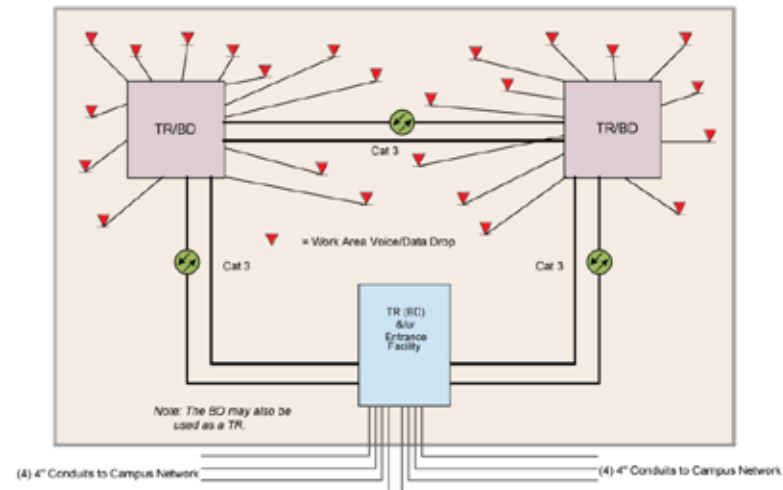 TR/BD
TR/BD
Cat 3
= Work Area Voice/Data Drop
Cat 3
Cat 3
TR (BD)
&/or
Entrance
Facility
Note: The BD may also be
used as a TR.
(4) 4" Conduits to Campus Network
(4) 4" Conduits to Campus Network